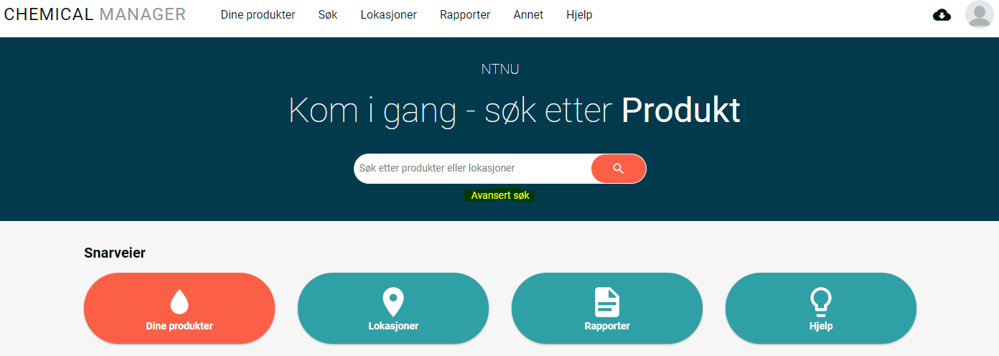 CHEMICAL MANAGER Dine produkter Søk Lokasjoner Rapporter Annet Hjelp
NTNU
Kom i gang - søk etter Produkt
Søk etter produkter eller lokasjoner
Avansert søk
Snarveier
Dine produkter Lokasjoner Rapporter Hjelp